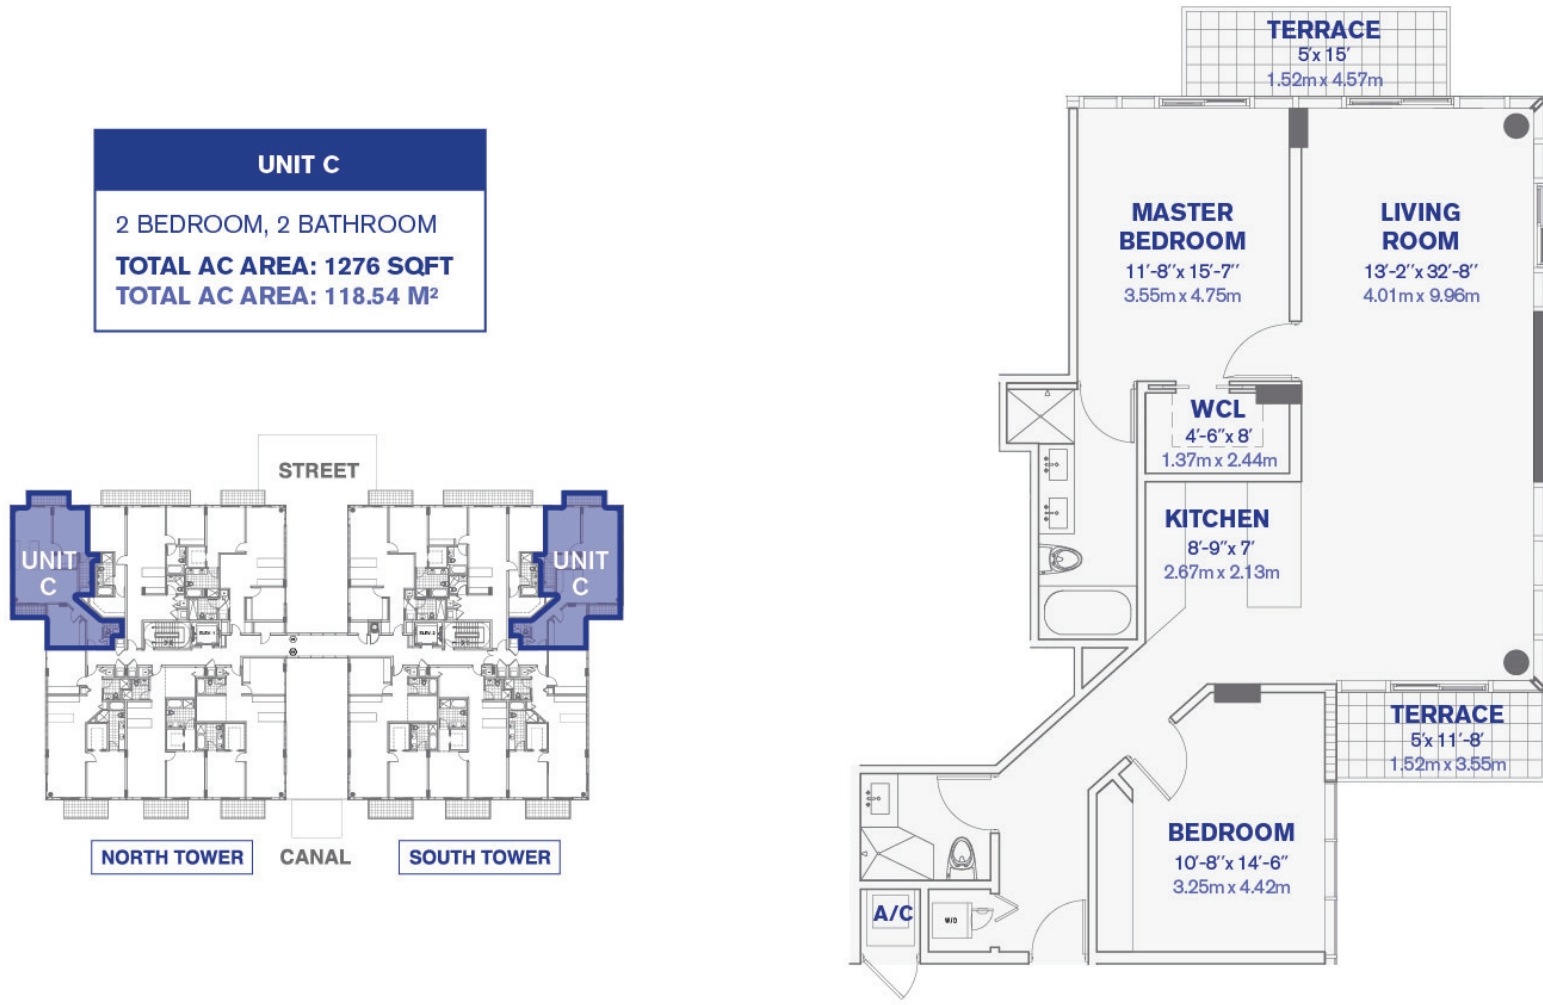 UNIT C
2 BEDROOM, 2 BATHROOM
TOTAL AC AREA: 1276 SQFT
TOTAL AC AREA: 118.54 M²
STREET
UNIT
C
UNIT
C
ELEV. 1
ELEV. 2
NORTH TOWER
CANAL
SOUTH TOWER
TERRACE
5'x 15'
1.52m x 4.57m
MASTER
BEDROOM
11'-8''x 15'-7''
3.55m x 4.75m
LIVING
ROOM
13'-2''x 32'-8''
4.01m x 9.96m
WCL
4'-6''x 8'
1.37m x 2.44m
KITCHEN
8'-9''x 7'
2.67m x 2.13m
TERRACE
5'x 11'-8'
1.52m x 3.55m
BEDROOM
10'-8''x 14'-6''
3.25m x 4.42m
A/C
W/D